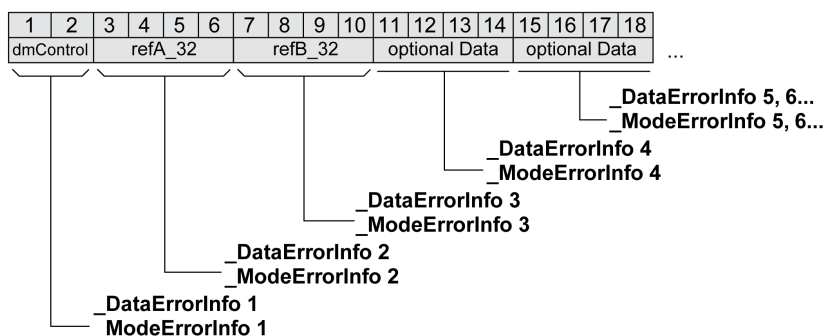 1 2 3 4 5 6 7 8 9 10 11 12 13 14 15 16 17 18
dmControl refA_32 refB_32 optional Data optional Data ...
_DataErrorInfo 5, 6...
_ModeErrorInfo 5, 6...
_DataErrorInfo 4
_ModeErrorInfo 4
_DataErrorInfo 3
_ModeErrorInfo 3
_DataErrorInfo 2
_ModeErrorInfo 2
_DataErrorInfo 1
_ModeErrorInfo 1